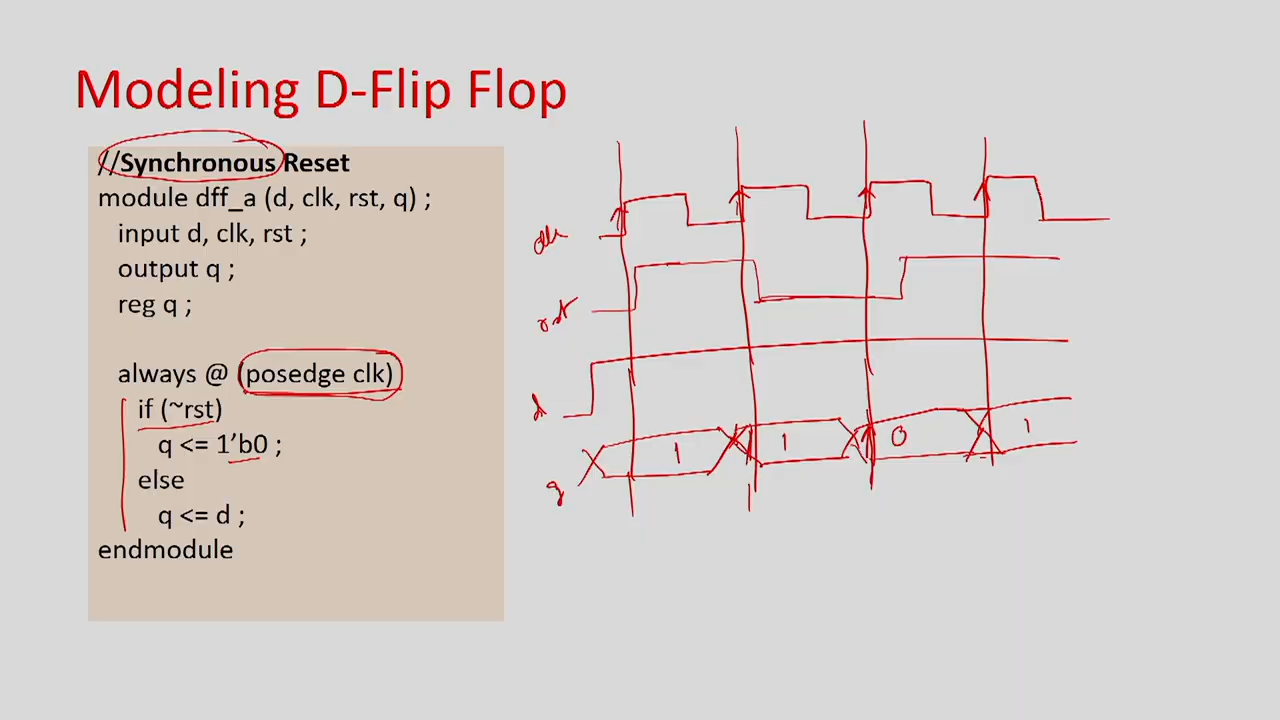 Modeling D-Flip Flop
//Synchronous Reset
module dff_a (d, clk, rst, q) ;
input d, clk, rst ;
output q ;
reg q ;
always @ (posedge clk)
if (~rst)
q <= 1’b0 ;
else
q <= d ;
endmodule
clk
rst
d
q
1
1
0
1